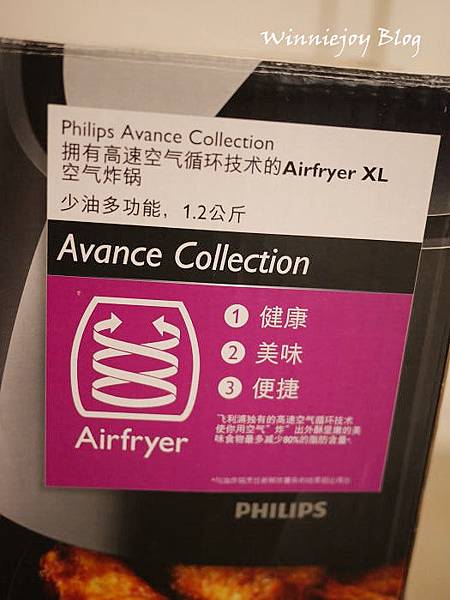 Winniejoy Blog
Philips Avance Collection
拥有高速空气循环技术的Airfryer XL
空气炸锅
少油多功能，1.2公斤
Avance Collection
1 健康
2 美味
3 便捷
Airfryer
飞利浦独有的高速空气循环技术
使你用空气"炸"出外酥里嫩的美
味食物最多减少80%的脂肪含量*
PHILIPS